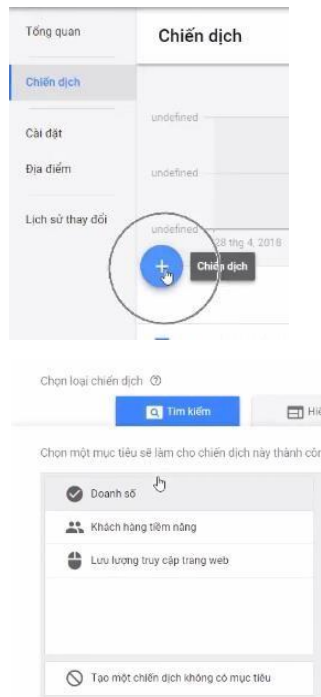 Tổng quan
Chiến dịch
Chiến dịch
Cài đặt
Địa điểm
Lịch sử thay đổi
undefined
undefined
undefined
28 thg 4, 2016
Chiến dịch
Chọn loại chiến dịch
Tìm kiếm
Chọn một mục tiêu sẽ làm cho chiến dịch này thành
Doanh số
Khách hàng tiềm năng
Lưu lượng truy cập trang web
Tạo một chiến dịch không có mục tiêu